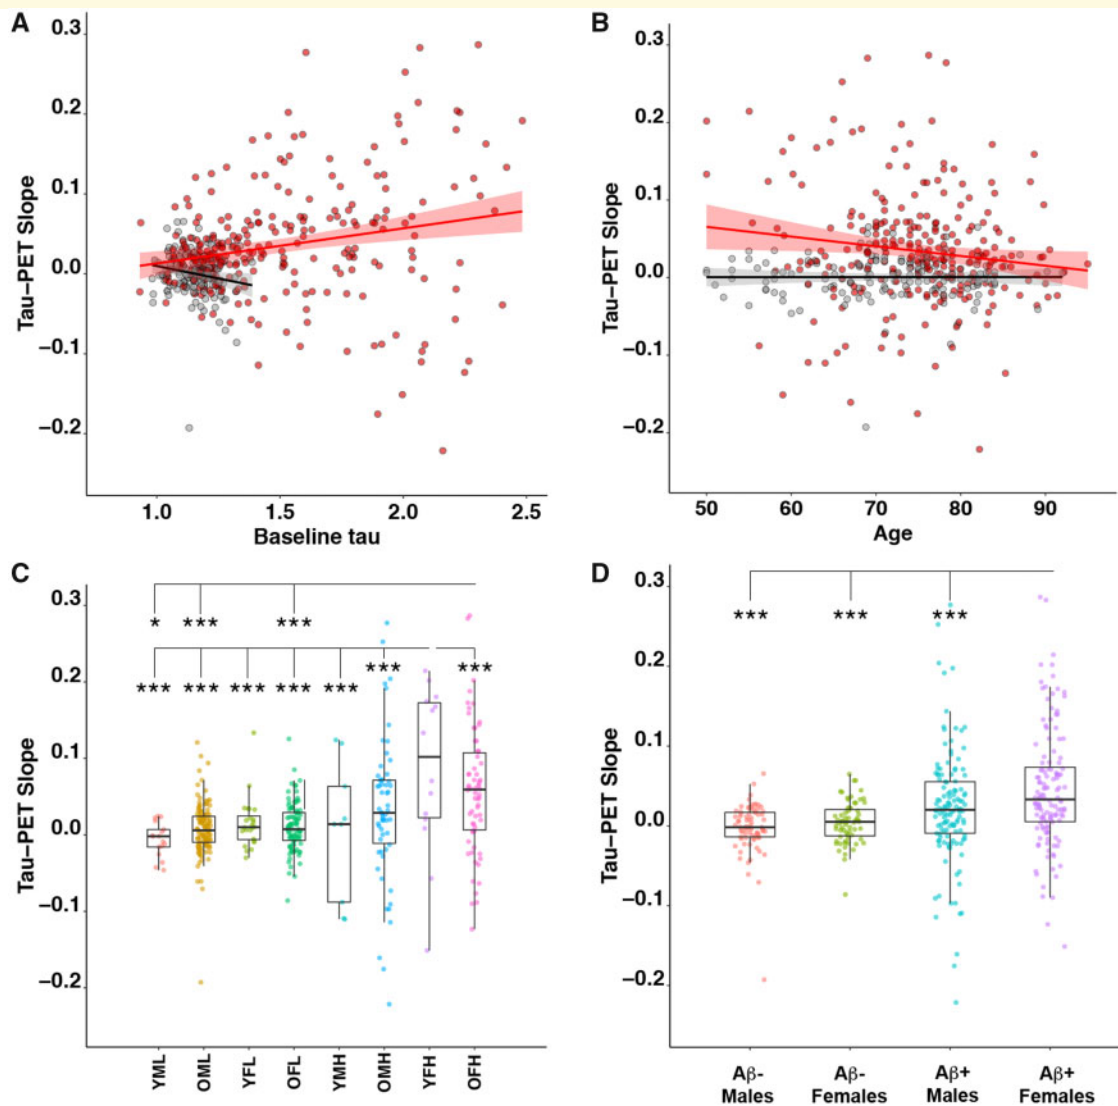 A
0.3
0.2
0.1
0.0
−0.1
−0.2
Tau−PET Slope
1.0 1.5 2.0 2.5
Baseline tau
B
0.3
0.2
0.1
0.0
−0.1
−0.2
Tau−PET Slope
50 60 70 80 90
Age
C
0.3
0.2
0.1
0.0
−0.1
−0.2
Tau−PET Slope
* *** ***
*** *** *** *** *** *** ***
YML OML YFL OFL YMH OMH YFH OFH
D
0.3
0.2
0.1
0.0
−0.1
−0.2
Tau−PET Slope
*** *** ***
Aβ- Aβ- Aβ+ Aβ+
Males Females Males Females